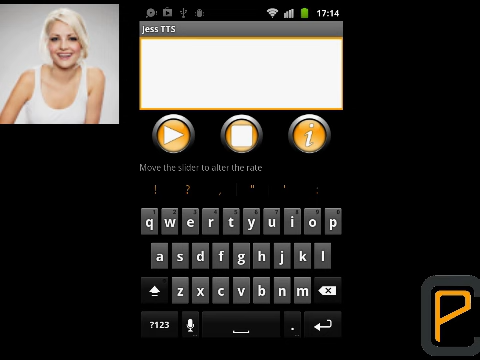 17:14
Jess TTS
Move the slider to alter the rate
! ? , " ' :
q w e r t y u i o p
a s d f g h j k l
z x c v b n m
?123 .